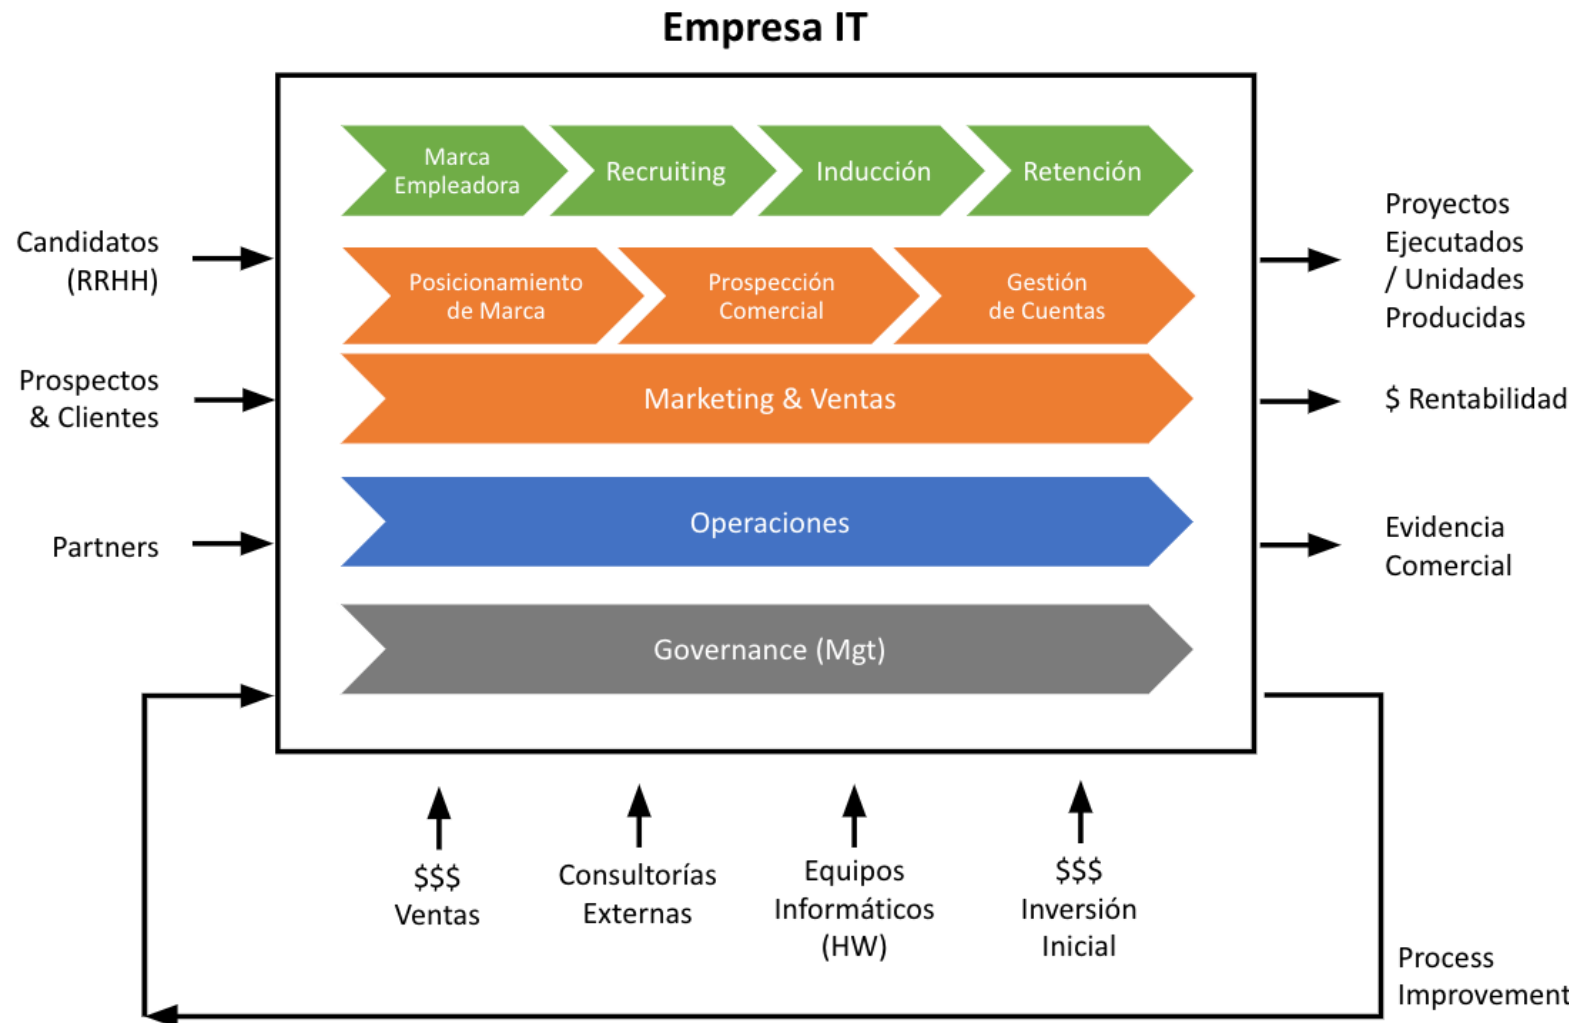 Empresa IT
Marca
Empleadora
Recruiting
Inducción
Retención
Posicionamiento
de Marca
Prospección
Comercial
Gestión
de Cuentas
Marketing & Ventas
Operaciones
Governance (Mgt)
Candidatos
(RRHH)
Prospectos
& Clientes
Partners
Proyectos
Ejecutados
/ Unidades
Producidas
$ Rentabilidad
Evidencia
Comercial
$$$
Ventas
Consultorías
Externas
Equipos
Informáticos
(HW)
$$$
Inversión
Inicial
Process
Improvement